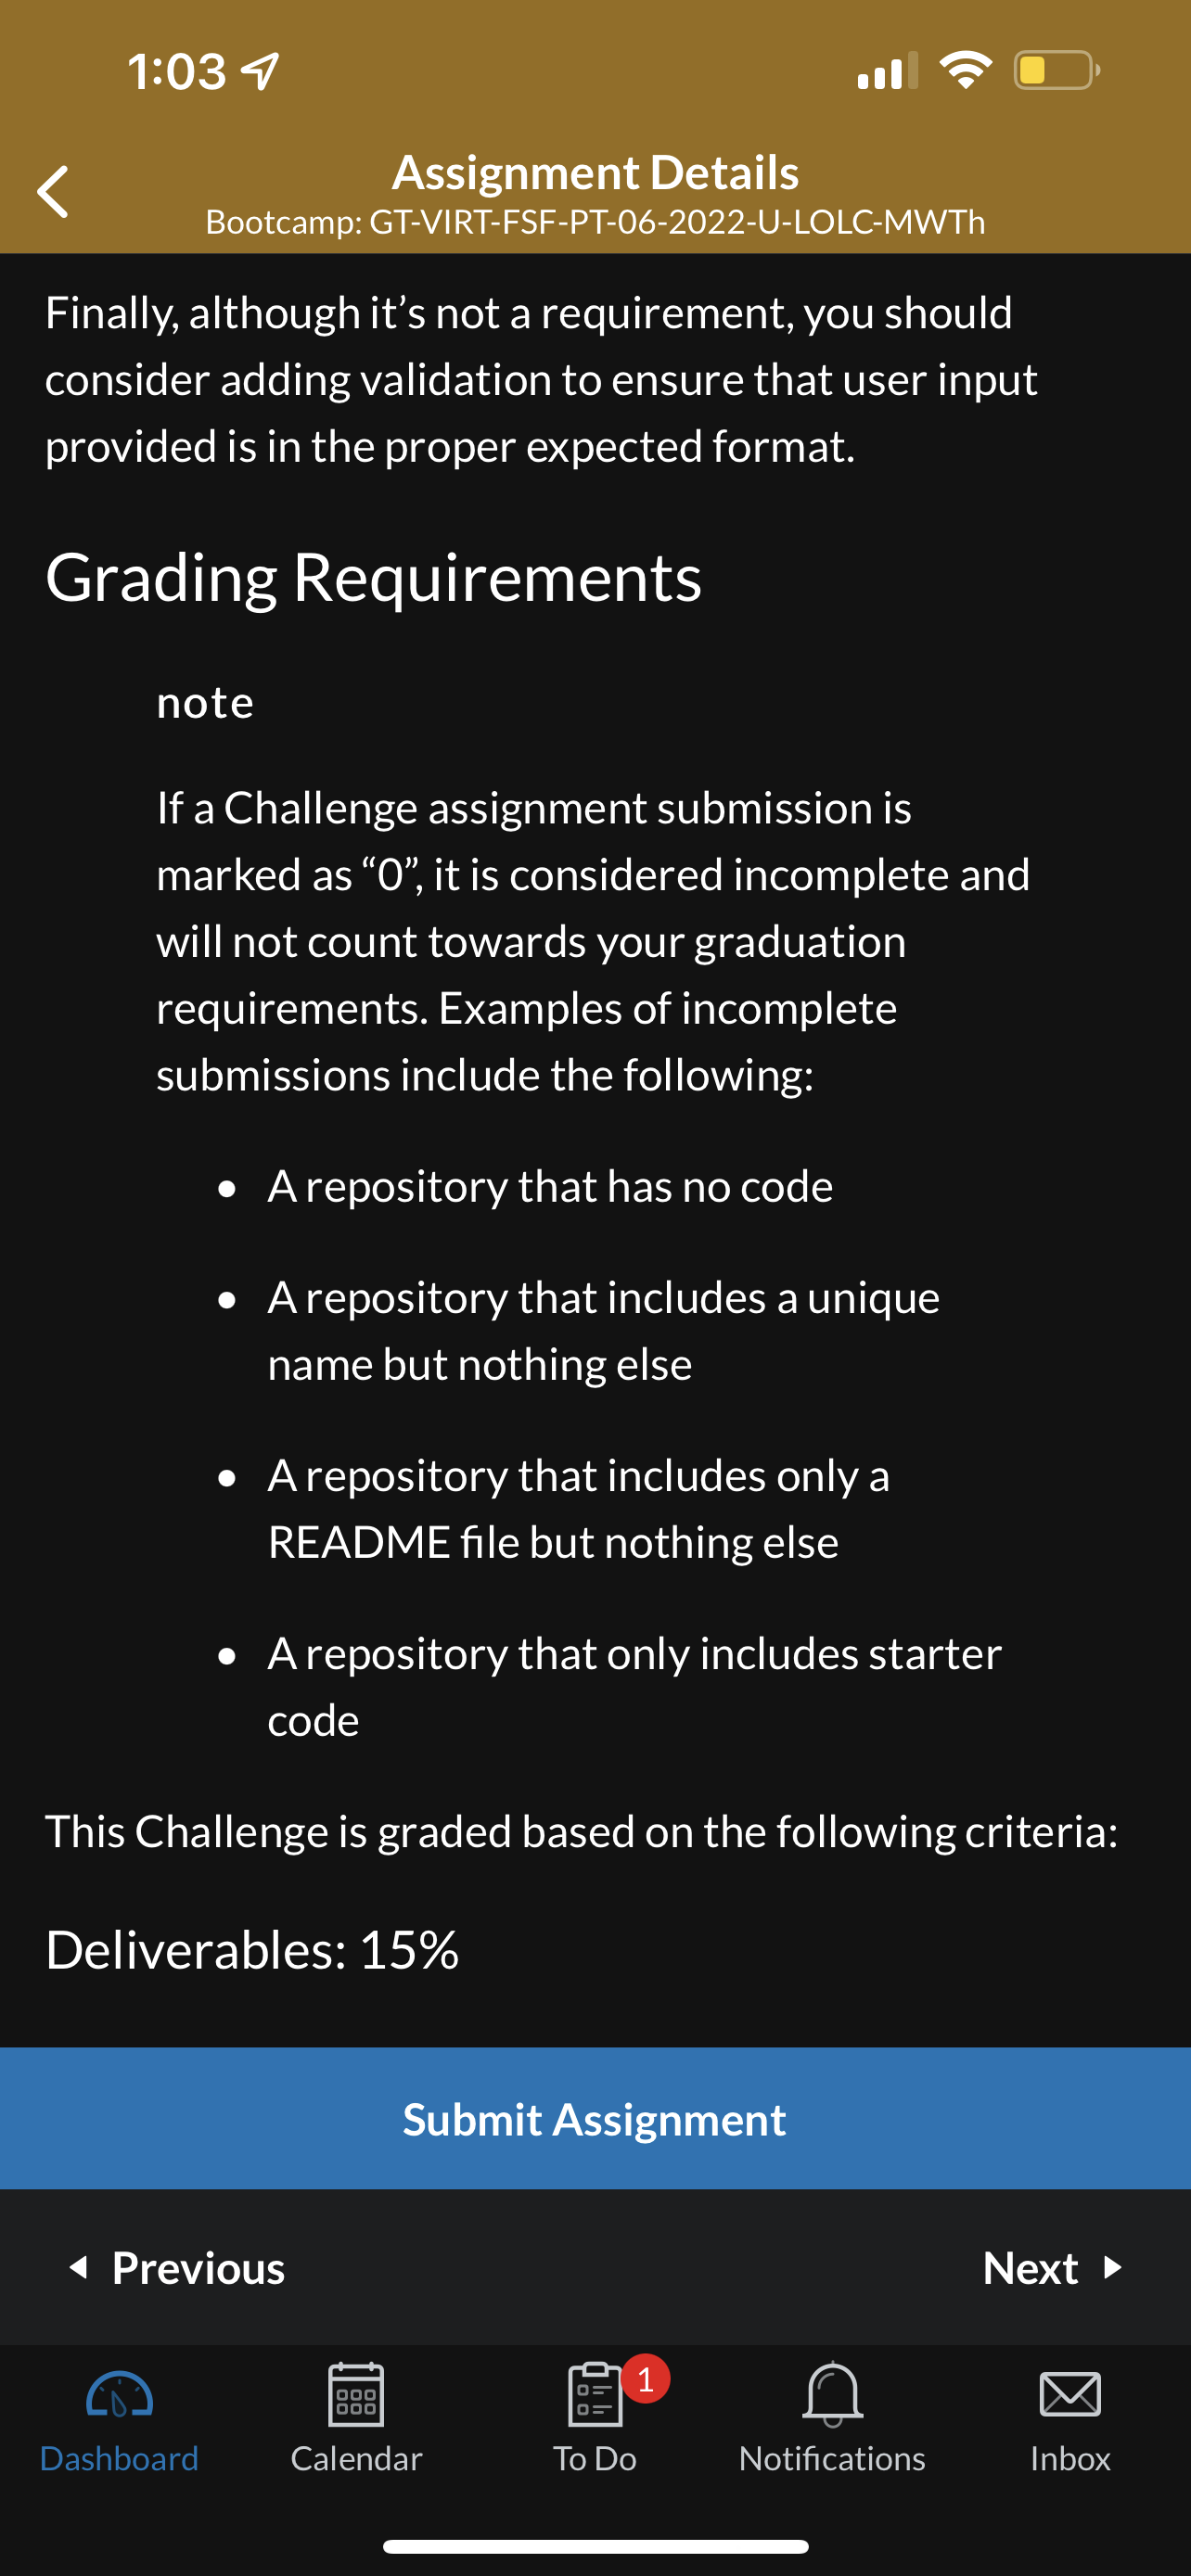 1:03
Assignment Details
Bootcamp: GT-VIRT-FSF-PT-06-2022-U-LOLC-MWTh
Finally, although it’s not a requirement, you should
consider adding validation to ensure that user input
provided is in the proper expected format.
Grading Requirements
note
If a Challenge assignment submission is
marked as “0”, it is considered incomplete and
will not count towards your graduation
requirements. Examples of incomplete
submissions include the following:
• A repository that has no code
• A repository that includes a unique
name but nothing else
• A repository that includes only a
README file but nothing else
• A repository that only includes starter
code
This Challenge is graded based on the following criteria:
Deliverables: 15%
Submit Assignment
Previous
Next
1
Dashboard
Calendar
To Do
Notifications
Inbox